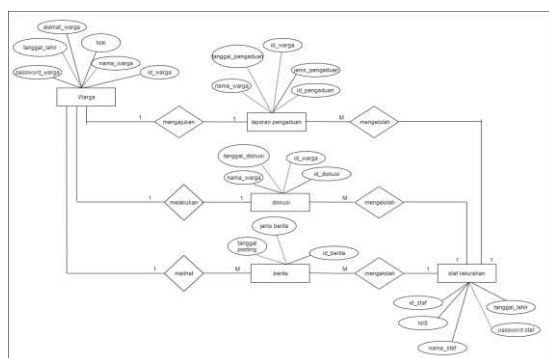 alamat_warga
NIK
tanggal_lahir
nama_warga
password_warga
id_warga
Warga
id_warga
tanggal_pengaduan
jenis_pengaduan
nama_warga
id_pengaduan
1
mengajukan
1
laporan pengaduan
M
mengelolah
tanggal_diskusi
id_warga
nama_warga
id_diskusi
1
melakukan
1
diskusi
M
mengelolah
jenis berita
tanggal
posting
id_berita
1
melihat
M
berita
M
mengelolah
1
1
1
staf kelurahan
id_staf
tanggal_lahir
NIS
password staf
nama_staf